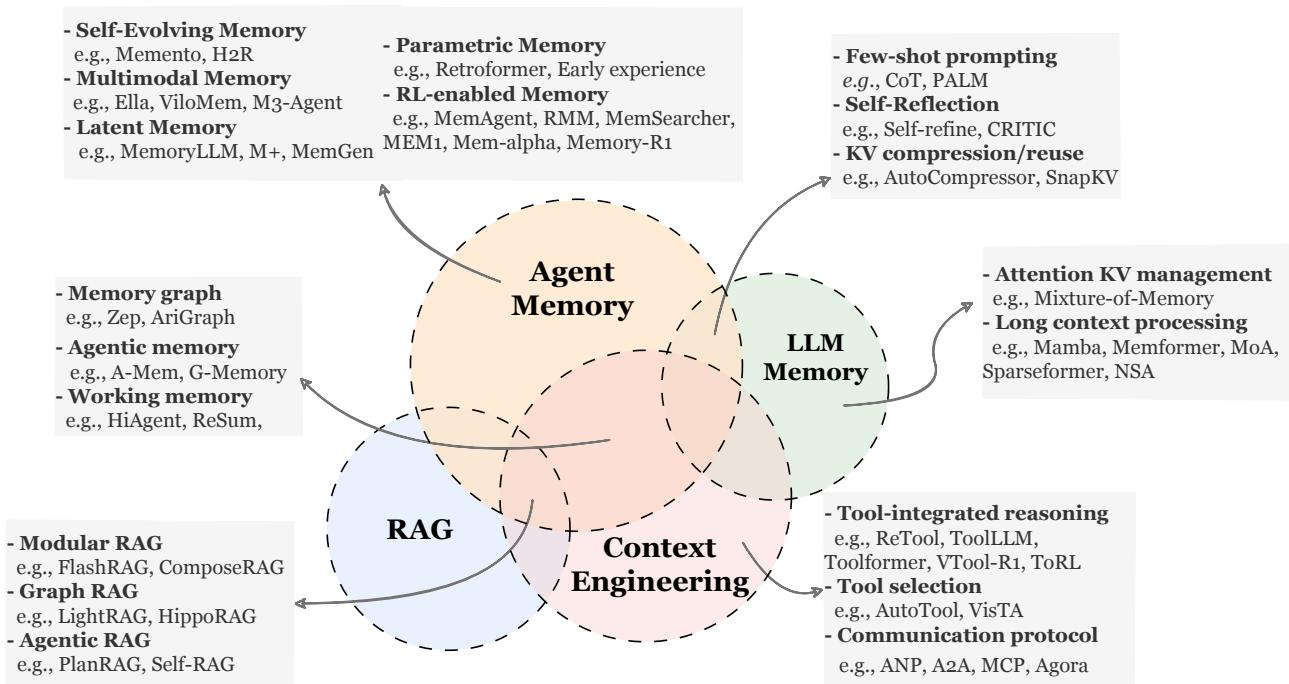 - Self-Evolving Memory
e.g., Memento, H2R
- Multimodal Memory
e.g., Ella, ViloMem, M3-Agent
- Latent Memory
e.g., MemoryLLM, M+, MemGen
- Parametric Memory
e.g., Retroformer, Early experience
- RL-enabled Memory
e.g., MemAgent, RMM, MemSearcher,
MEM1, Mem-alpha, Memory-R1
- Few-shot prompting
e.g., CoT, PALM
- Self-Reflection
e.g., Self-refine, CRITIC
- KV compression/reuse
e.g., AutoCompressor, SnapKV
Agent
Memory
- Memory graph
e.g., Zep, AriGraph
- Agentic memory
e.g., A-Mem, G-Memory
- Working memory
e.g., HiAgent, ReSum,
LLM
Memory
- Attention KV management
e.g., Mixture-of-Memory
- Long context processing
e.g., Mamba, Memformer, MoA,
Sparseformer, NSA
RAG
Context
Engineering
- Modular RAG
e.g., FlashRAG, ComposeRAG
- Graph RAG
e.g., LightRAG, HippoRAG
- Agentic RAG
e.g., PlanRAG, Self-RAG
- Tool-integrated reasoning
e.g., ReTool, ToolLLM,
Toolformer, VTool-R1, ToRL
- Tool selection
e.g., AutoTool, VisTA
- Communication protocol
e.g., ANP, A2A, MCP, Agora